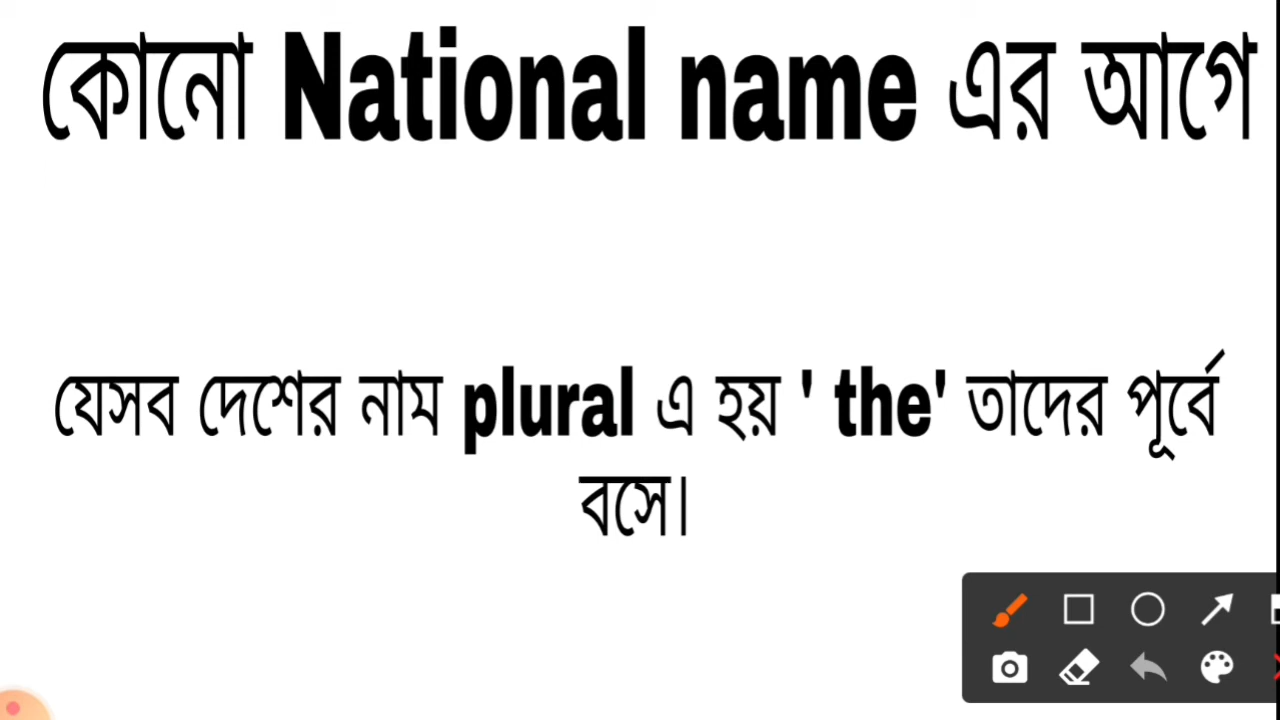 কোনো National name এর আগে
যেসব দেশের নাম plural এ হয় ' the' তাদের পূর্বে
বসে।